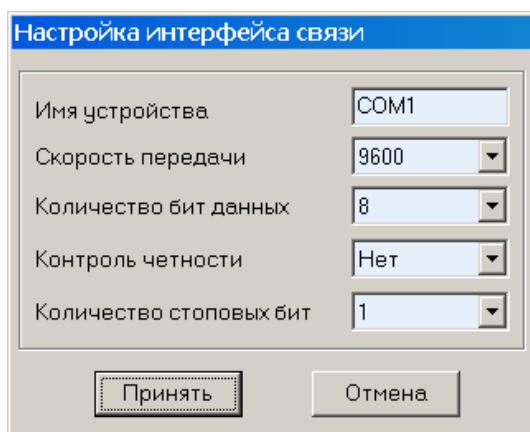 Настройка интерфейса связи
Имя устройства COM1
Скорость передачи 9600
Количество бит данных 8
Контроль четности Нет
Количество стоповых бит 1
Принять Отмена